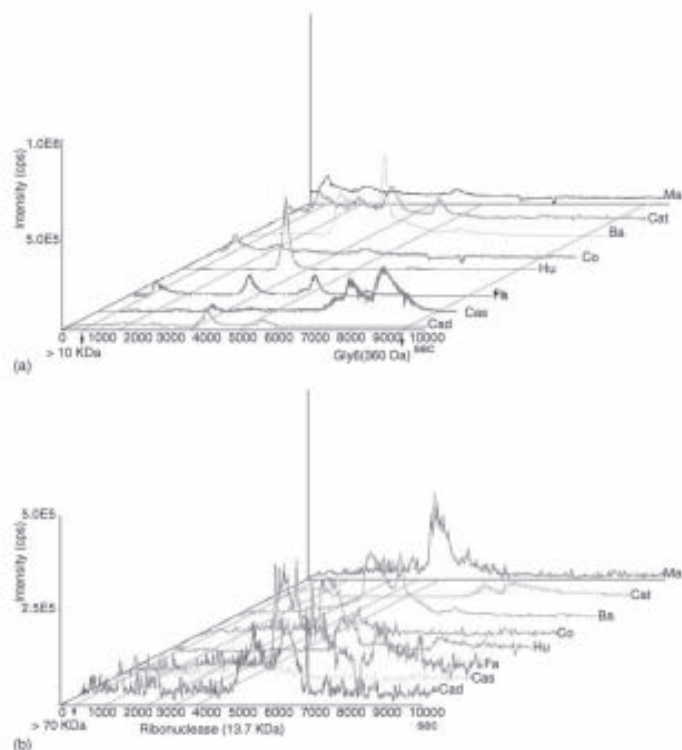 1.0E6
Intensity (cps)
5.0E5
Ma
Cat
Ba
Co
Hu
Fa
Cas
Cad
0 1000 2000 3000 4000 5000 6000 7000 8000 9000 10000
> 10 KDa Gly6(360 Da) sec
(a)
5.0E5
Intensity (cps)
2.5E5
Ma
Cat
Ba
Co
Hu
Fa
Cas
Cad
0 1000 2000 3000 4000 5000 6000 7000 8000 9000 10000
> 70 KDa Ribonuclease (13.7 KDa) sec
(b)